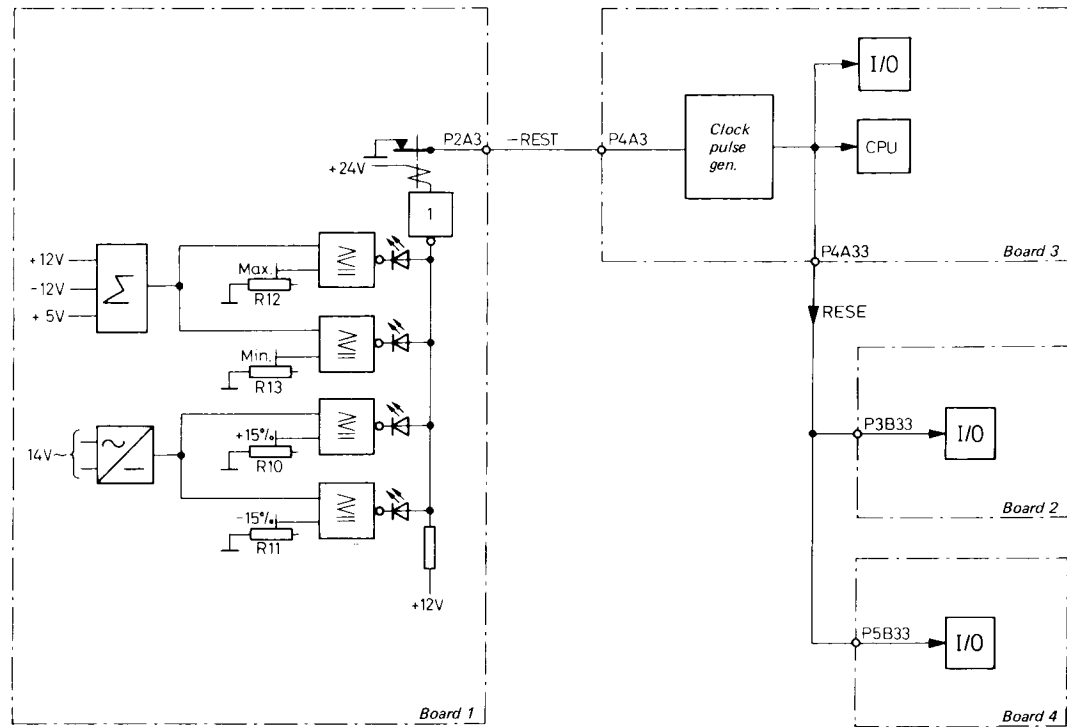 I/O
P2A3
-REST
P4A3
Clock
pulse
gen.
CPU
+24V
1
P4A33
Board 3
+12V
-12V
+ 5V
Σ
Max.
R12
RESE
Min.
R13
14V~
+15%
R10
P3B33
I/O
Board 2
-15%
R11
+12V
P5B33
I/O
Board 1
Board 4